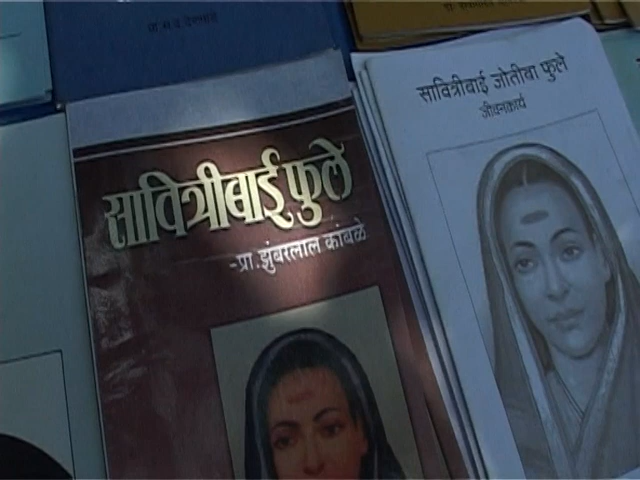 सावित्रीबाई फुले
-प्रा.झुंबरलाल कांबळे
सावित्रीबाई जोतीबा फुले
जीवनकार्य